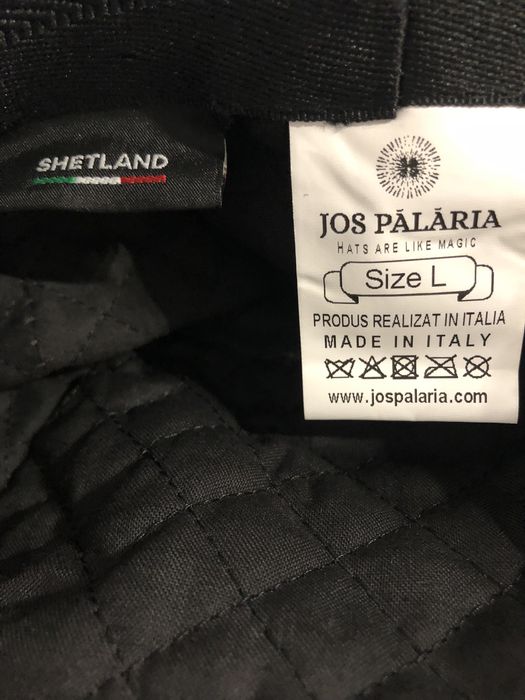 SHETLAND
JOS PĂLĂRIA
HATS ARE LIKE MAGIC
Size L
PRODUS REALIZAT IN ITALIA
MADE IN ITALY
www.jospalaria.com